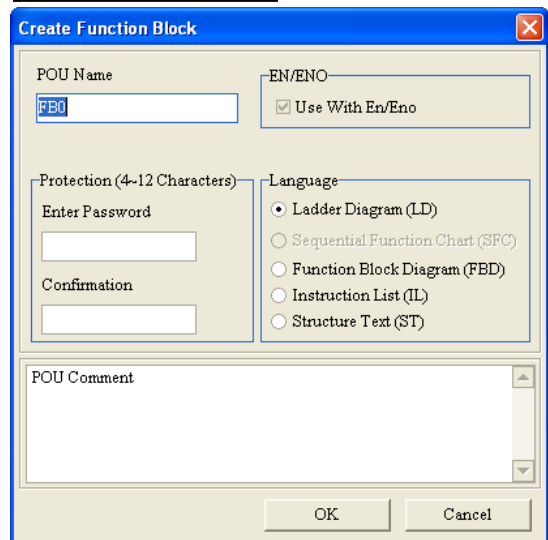 Create Function Block
POU Name
FB0
EN/ENO
Use With En/Eno
Protection (4~12 Characters)
Enter Password
Confirmation
Language
Ladder Diagram (LD)
Sequential Function Chart (SFC)
Function Block Diagram (FBD)
Instruction List (IL)
Structure Text (ST)
POU Comment
OK
Cancel